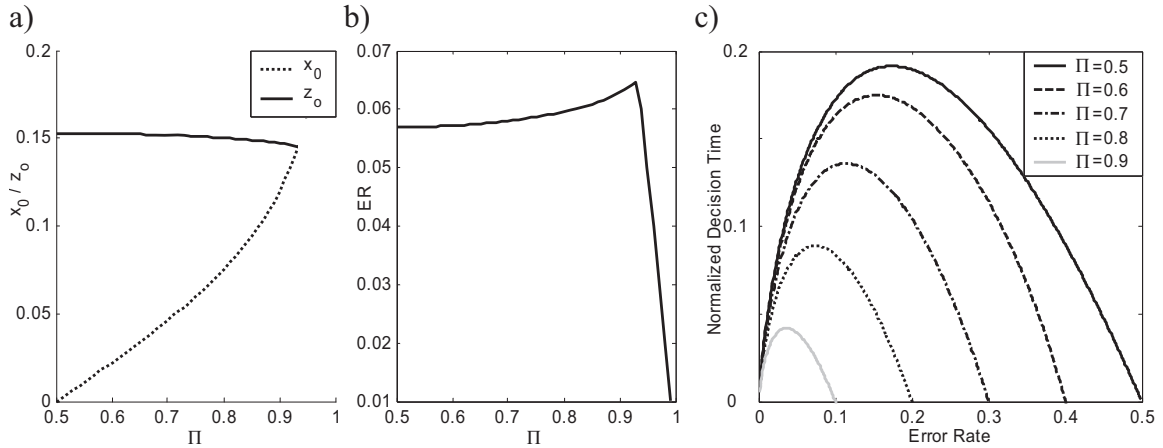 a)
0.2
0.15
0.1
0.05
0
x0 / zo
x0
zo
0.5
0.6
0.7
0.8
0.9
1
Π
b)
0.07
0.06
0.05
0.04
0.03
0.02
0.01
ER
0.5
0.6
0.7
0.8
0.9
1
Π
c)
0.2
0.1
0
Normalized Decision Time
Π=0.5
Π=0.6
Π=0.7
Π=0.8
Π=0.9
0
0.1
0.2
0.3
0.4
0.5
Error Rate